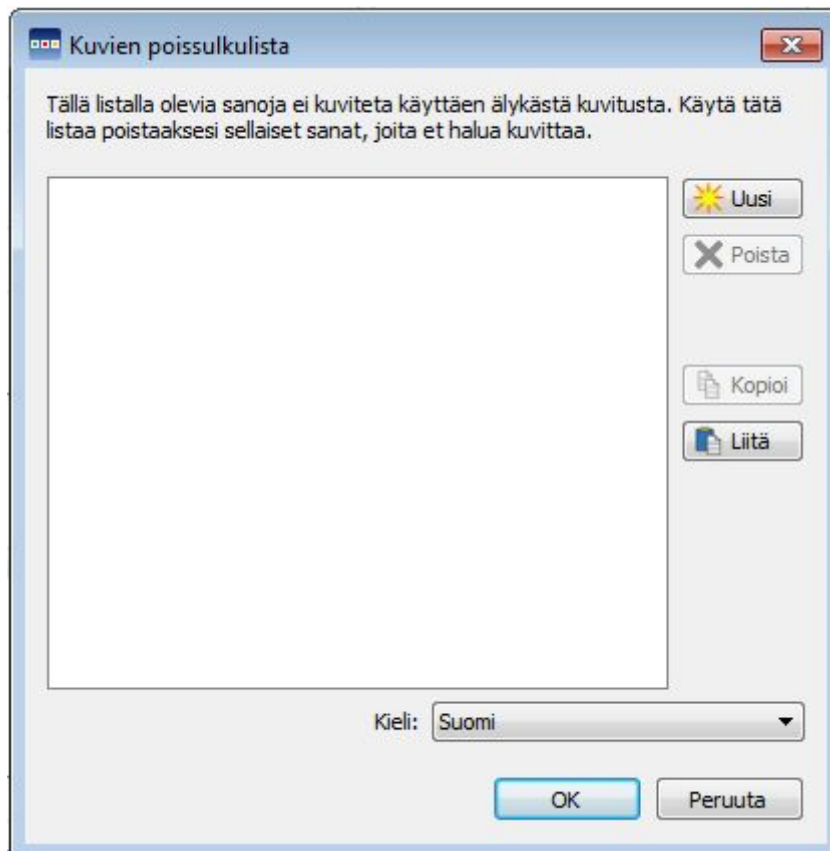 Kuvien poissulkulista
Tällä listalla olevia sanoja ei kuviteta käyttäen älykästä kuvitusta. Käytä tätä
listaa poistaaksesi sellaiset sanat, joita et halua kuvittaa.
Uusi
Poista
Kopioi
Liitä
Kieli: Suomi
OK Peruuta